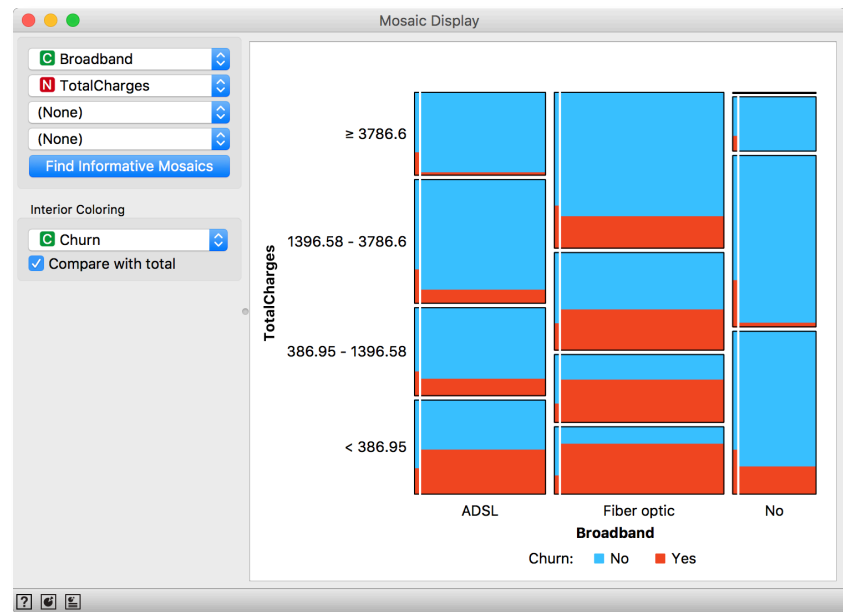 Mosaic Display
C Broadband
N TotalCharges
(None)
(None)
Find Informative Mosaics
Interior Coloring
C Churn
Compare with total
TotalCharges
≥ 3786.6
1396.58 - 3786.6
386.95 - 1396.58
< 386.95
ADSL Fiber optic No
Broadband
Churn: No Yes
?